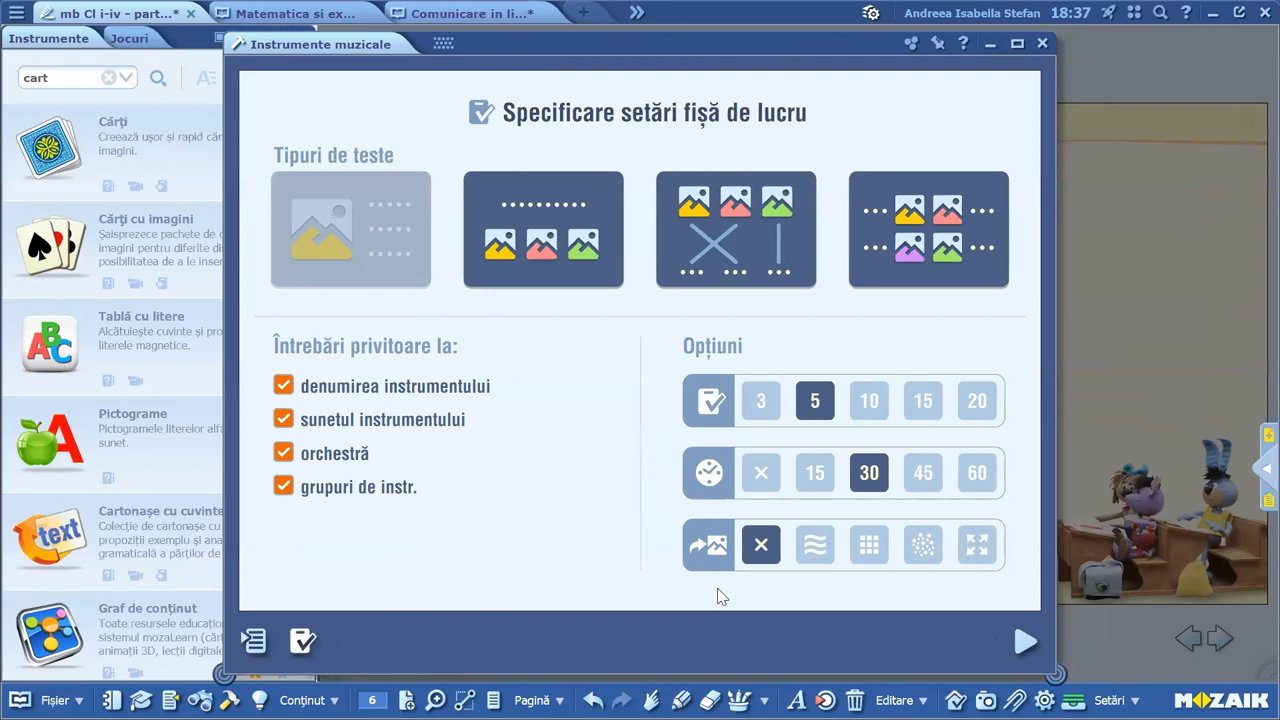 mb Cl i-iv - part...*
Matematica si ex...
Comunicare in li...*
Andreea Isabella Stefan
18:37
Instrumente
Jocuri
cart
Cărți
Creează ușor și rapid căr
imagini.
Cărți cu imagini
Șaisprezece pachete de c
imagini pentru diferite di
posibilitatea de a le inser
Tablă cu litere
Alcătuiește cuvinte și pro
literele magnetice.
Pictograme
Pictogramele literelor alfa
sunet.
Cartonașe cu cuvinte
Colecție de cartonașe cu
propoziții exemplu și ana
gramaticală a părților de
Graf de conținut
Toate resursele educați
sistemul mozaLearn (căr
animații 3D, lecții digitale
Instrumente muzicale
Specificare setări fișă de lucru
Tipuri de teste
Întrebări privitoare la:
denumirea instrumentului
sunetul instrumentului
orchestră
grupuri de instr.
Opțiuni
3 5 10 15 20
15 30 45 60
Fișier
Conținut
6
Pagină
Editare
Setări
MOZAIK